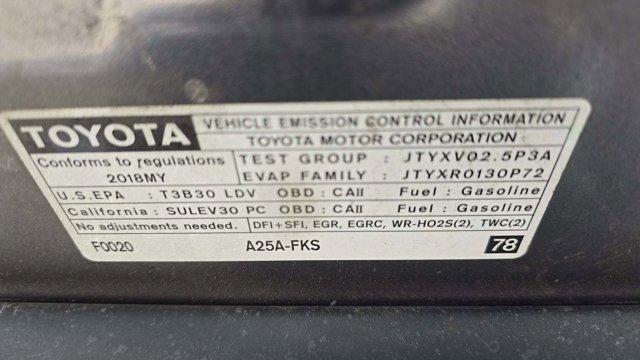 TOYOTA VEHICLE EMISSION CONTROL INFORMATION
TOYOTA MOTOR CORPORATION
Conforms to regulations TEST GROUP : JTYXV02.5P3A
2018MY EVAP FAMILY : JTYXR0130P72
U.S.EPA : T3B30 LDV OBD : CAII Fuel : Gasoline
California : SULEV30 PC OBD : CAII Fuel : Gasoline
No adjustments needed. DFI+SFI, EGR, EGRC, WR-HO2S(2), TWC(2)
F0020 A25A-FKS 78